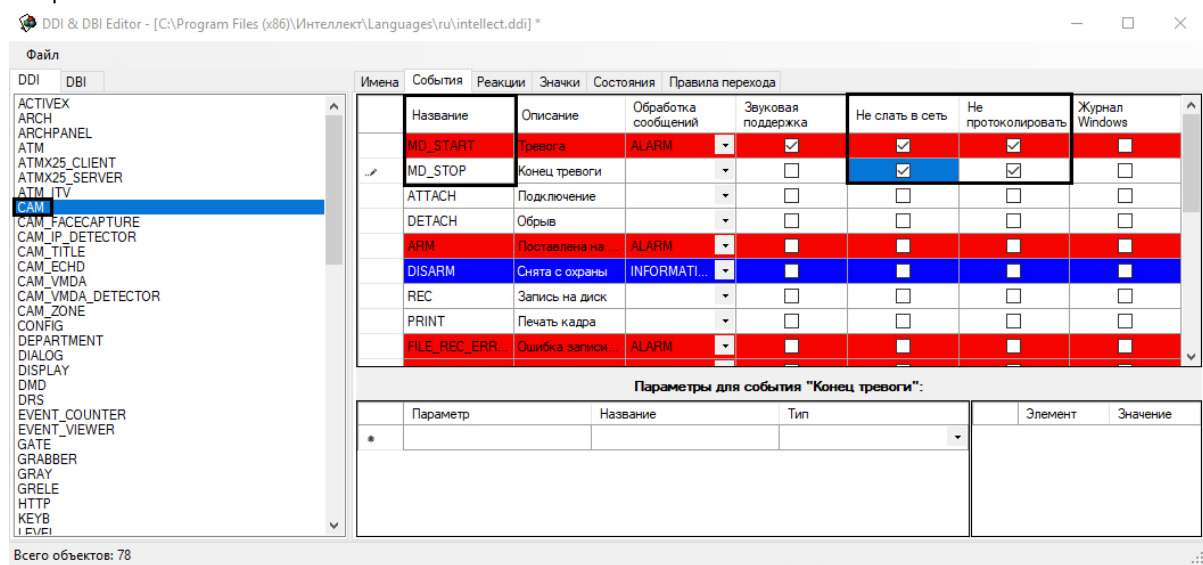 DDI & DBI Editor - [C:\Program Files (x86)\Интеллект\Languages\ru\intellect.ddi] *
Файл
DDI DBI
ACTIVEX
ARCH
ARCHPANEL
ATM
ATMX25_CLIENT
ATMX25_SERVER
ATM_ITV
CAM
CAM_FACECAPTURE
CAM_IP_DETECTOR
CAM_TITLE
CAM_ECHD
CAM_VMDA
CAM_VMDA_DETECTOR
CAM_ZONE
CONFIG
DEPARTMENT
DIALOG
DISPLAY
DMD
DRS
EVENT_COUNTER
EVENT_VIEWER
GATE
GRABBER
GRAY
GRELE
HTTP
KEYB
LEVEL
Имена События Реакции Значки Состояния Правила перехода
Название Описание Обработка сообщений Звуковая поддержка Не слать в сеть Не протоколировать Журнал Windows
MD_START Тревога ALARM
MD_STOP Конец тревоги
ATTACH Подключение
DETACH Обрыв
ARM Поставлена на ... ALARM
DISARM Снята с охраны INFORMATI...
REC Запись на диск
PRINT Печать кадра
FILE_REC_ERR... Ошибка записи... ALARM
Параметры для события "Конец тревоги":
Параметр Название Тип Элемент Значение
Всего объектов: 78